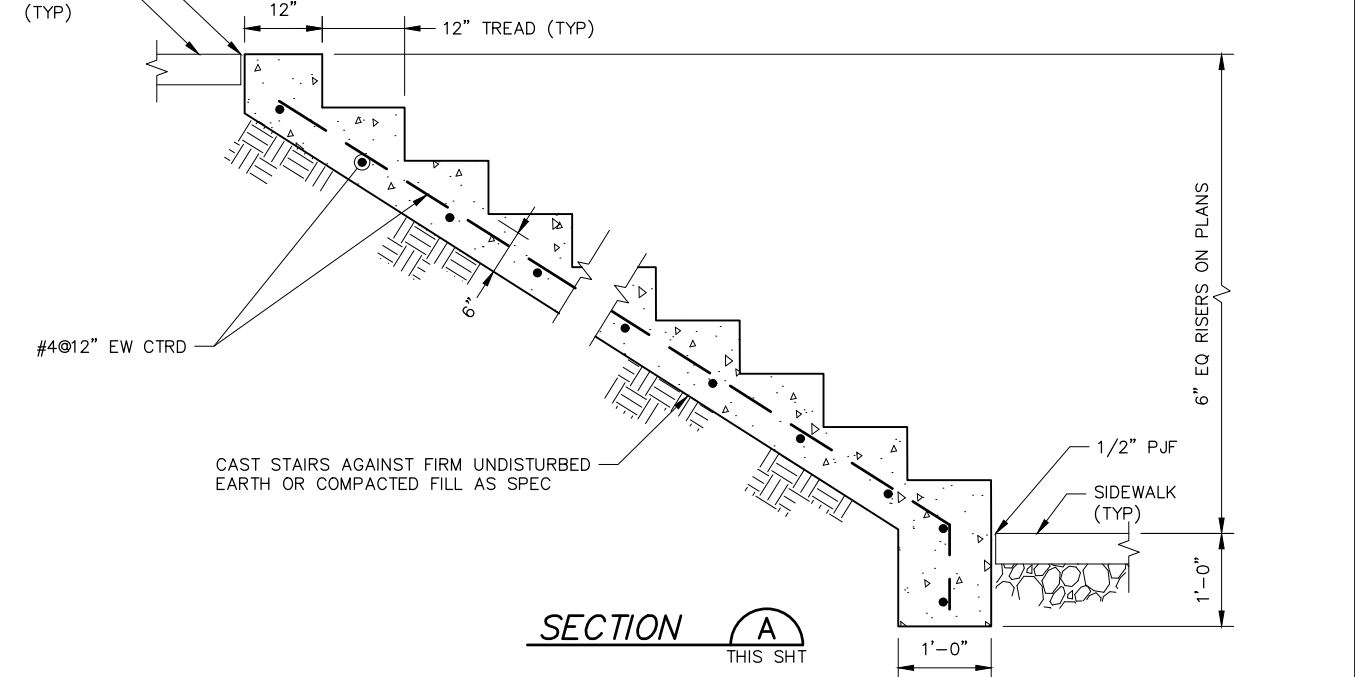 (TYP)
12"
12" TREAD (TYP)
6" EQ RISERS ON PLANS
6"
#4@12" EW CTRD
CAST STAIRS AGAINST FIRM UNDISTURBED
EARTH OR COMPACTED FILL AS SPEC
1/2" PJF
SIDEWALK
(TYP)
1'-0"
SECTION A
THIS SHT
1'-0"